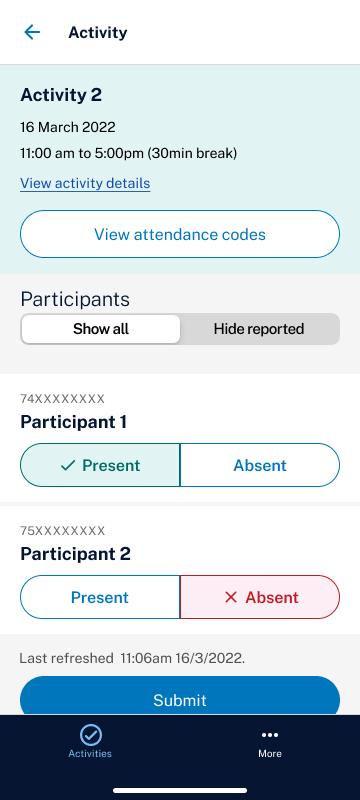 Activity
Activity 2
16 March 2022
11:00 am to 5:00pm (30min break)
View activity details
View attendance codes
Participants
Show all Hide reported
74XXXXXXXX
Participant 1
Present Absent
75XXXXXXXX
Participant 2
Present Absent
Last refreshed 11:06am 16/3/2022.
Submit
Activities More